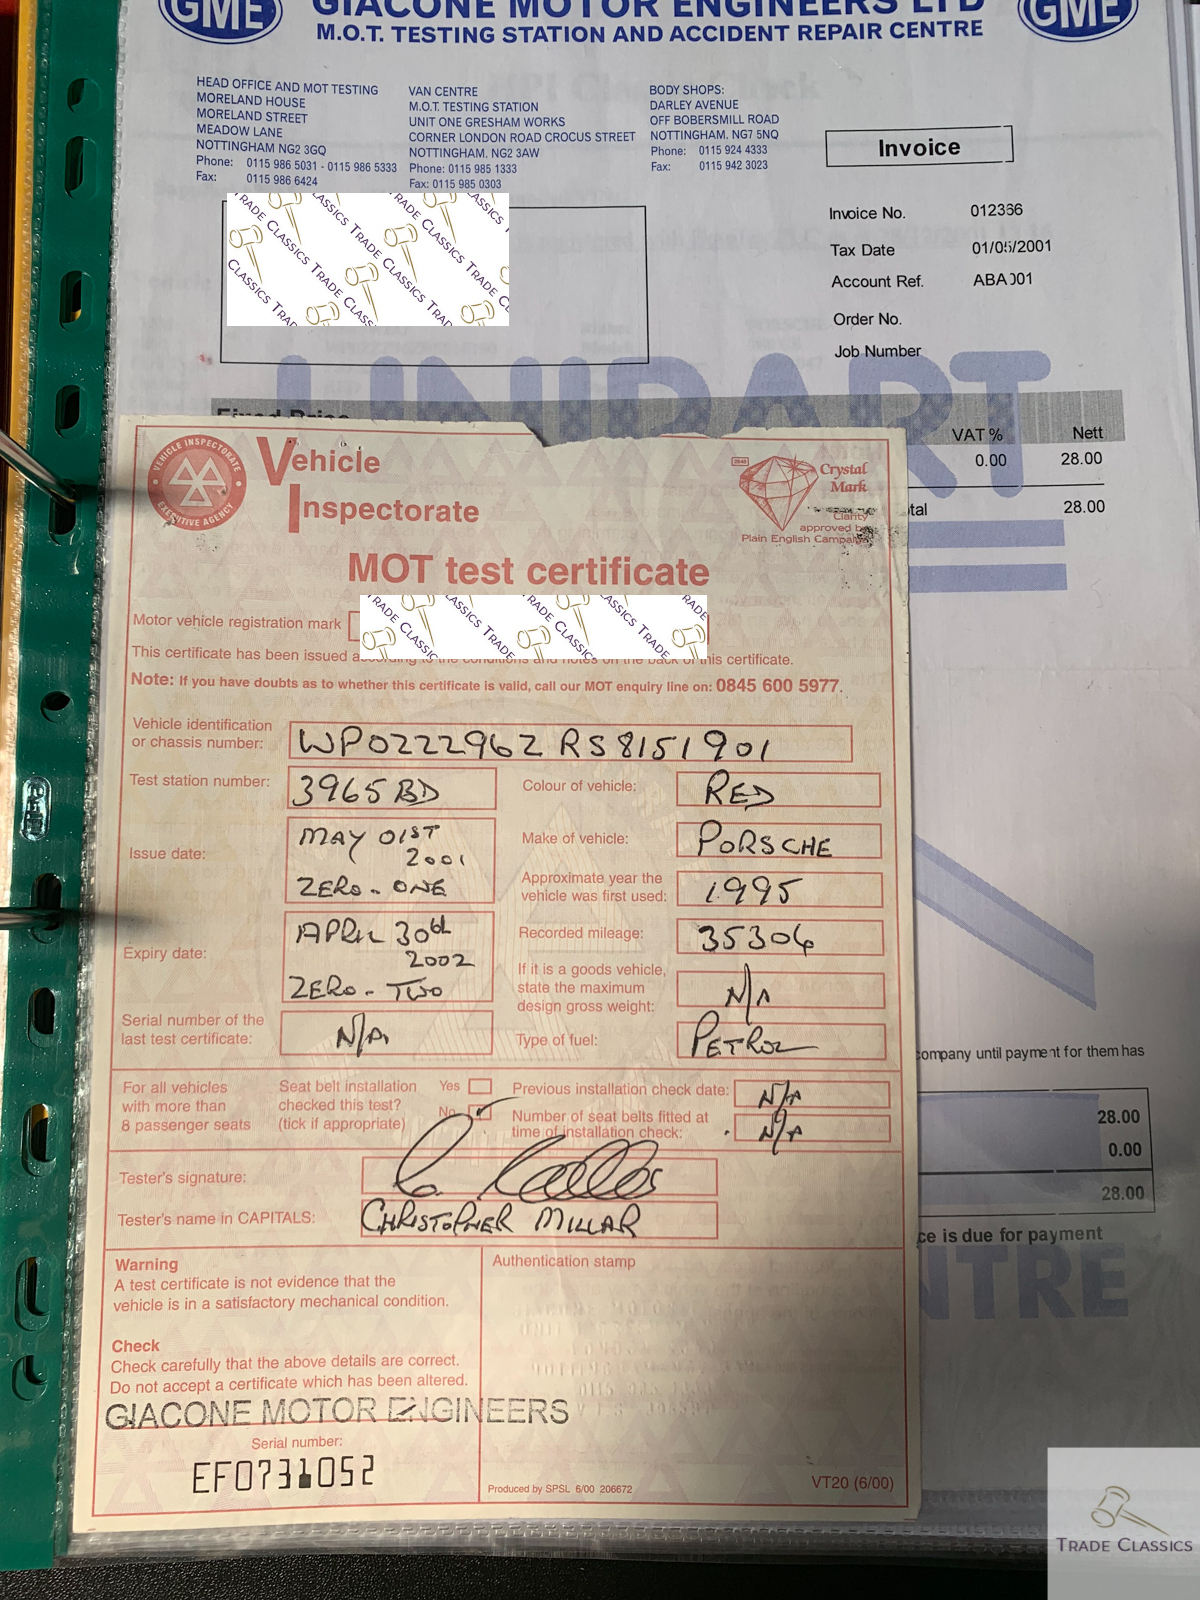 GIACONE MOTOR ENGINEERS LTD
GME
GME
M.O.T. TESTING STATION AND ACCIDENT REPAIR CENTRE
HEAD OFFICE AND MOT TESTING
MORELAND HOUSE
MORELAND STREET
MEADOW LANE
NOTTINGHAM NG2 3GQ
Phone: 0115 986 5031 - 0115 986 5333
Fax: 0115 986 6424
VAN CENTRE
M.O.T. TESTING STATION
UNIT ONE GRESHAM WORKS
CORNER LONDON ROAD CROCUS STREET
NOTTINGHAM. NG2 3AW
Phone: 0115 985 1333
Fax: 0115 985 0303
BODY SHOPS:
DARLEY AVENUE
OFF BOBERSMILL ROAD
NOTTINGHAM. NG7 5NQ
Phone: 0115 924 4333
Fax: 0115 942 3023
Invoice
Invoice No. 012366
Tax Date 01/05/2001
Account Ref. ABA001
Order No.
Job Number
UNIPART
Fixed Price
VAT % Nett
0.00 28.00
28.00
Vehicle Inspectorate
VEHICLE INSPECTORATE
EXECUTIVE AGENCY
Crystal Mark
Clarity approved by
Plain English Campaign
MOT test certificate
Motor vehicle registration mark
This certificate has been issued according to the conditions and notes on the back of this certificate.
Note: If you have doubts as to whether this certificate is valid, call our MOT enquiry line on: 0845 600 5977.
Vehicle identification
or chassis number: WP0ZZZ96ZRS8151901
Test station number: 3965 BD
Colour of vehicle: RED
Issue date: MAY 01ST
2001
ZERO - ONE
Make of vehicle: PORSCHE
Approximate year the
vehicle was first used: 1995
Expiry date: APRIL 30th
2002
ZERO - TWO
Recorded mileage: 35304
If it is a goods vehicle,
state the maximum
design gross weight: N/A
Serial number of the
last test certificate: N/A.
Type of fuel: PETROL
For all vehicles
with more than
8 passenger seats
Seat belt installation
checked this test?
(tick if appropriate)
Yes
No
Previous installation check date: N/A
Number of seat belts fitted at
time of installation check: N/A
Tester's signature:
Tester's name in CAPITALS: CHRISTOPHER MILLAR
Warning
A test certificate is not evidence that the
vehicle is in a satisfactory mechanical condition.
Check
Check carefully that the above details are correct.
Do not accept a certificate which has been altered.
Authentication stamp
GIACONE MOTOR ENGINEERS
Serial number:
EF0731052
Produced by SPSL 6/00 206672
VT20 (6/00)
company until payment for them has
28.00
0.00
28.00
is due for payment
NTRE
TRADE CLASSICS